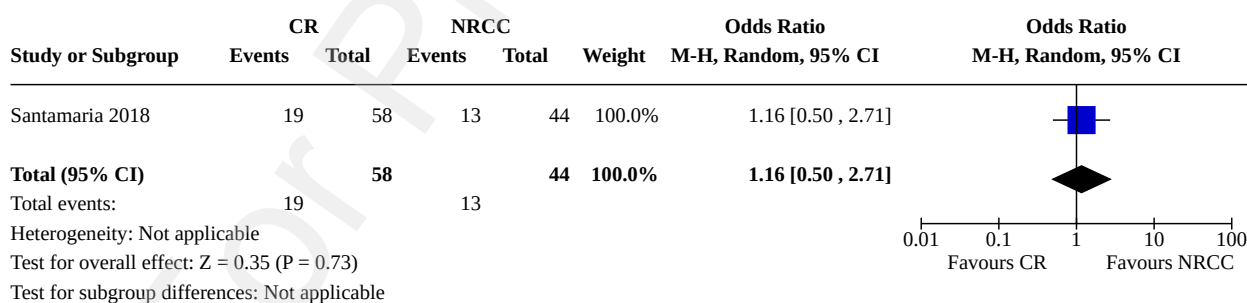 CR NRCC Odds Ratio Odds Ratio
Study or Subgroup Events Total Events Total Weight M-H, Random, 95% CI M-H, Random, 95% CI
Santamaria 2018 19 58 13 44 100.0% 1.16 [0.50 , 2.71]
Total (95% CI) 58 44 100.0% 1.16 [0.50 , 2.71]
Total events: 19 13
Heterogeneity: Not applicable
0.01 0.1 1 10 100
Test for overall effect: Z = 0.35 (P = 0.73) Favours CR Favours NRCC
Test for subgroup differences: Not applicable